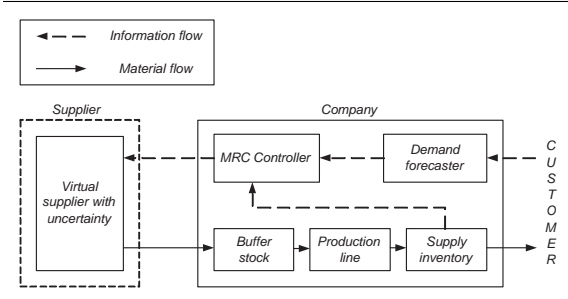 Information flow
Material flow
Supplier
Company
Virtual
supplier with
uncertainty
MRC Controller
Demand
forecaster
Buffer
stock
Production
line
Supply
inventory
C
U
S
T
O
M
E
R